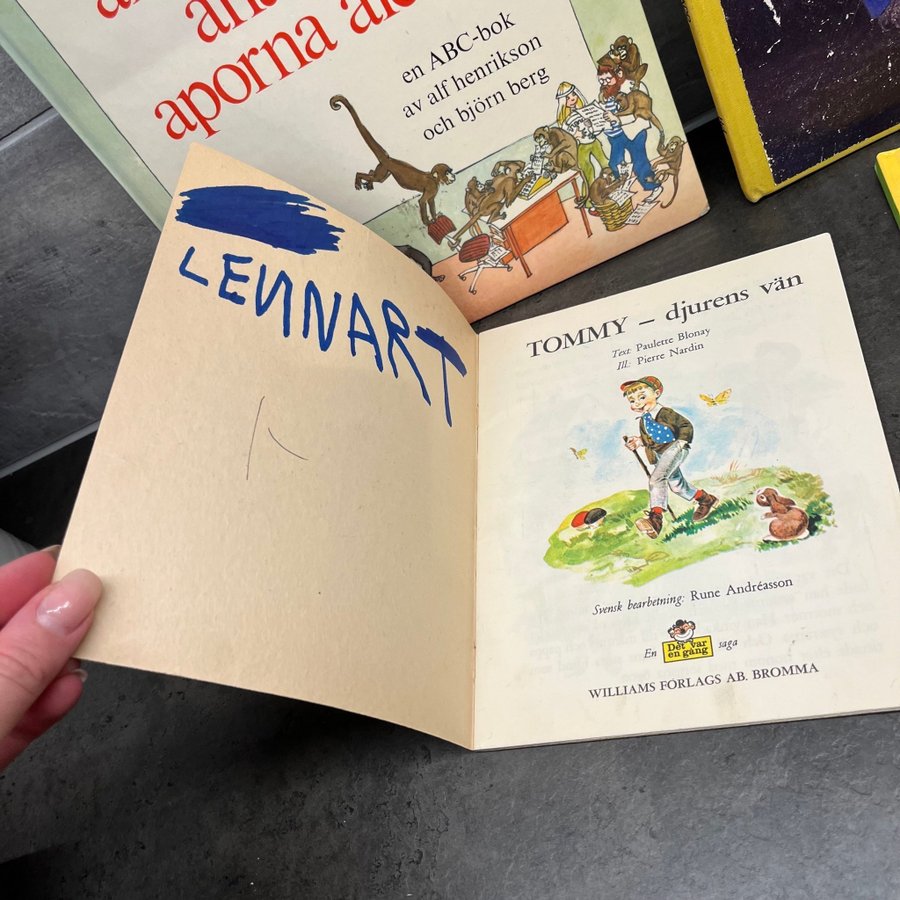 aporna
en ABC-bok
av alf henrikson
och björn berg
LENNART
TOMMY – djurens vän
Text: Paulette Blonay
Ill.: Pierre Nardin
Svensk bearbetning: Rune Andréasson
En Det var en gång saga
WILLIAMS FÖRLAGS AB. BROMMA